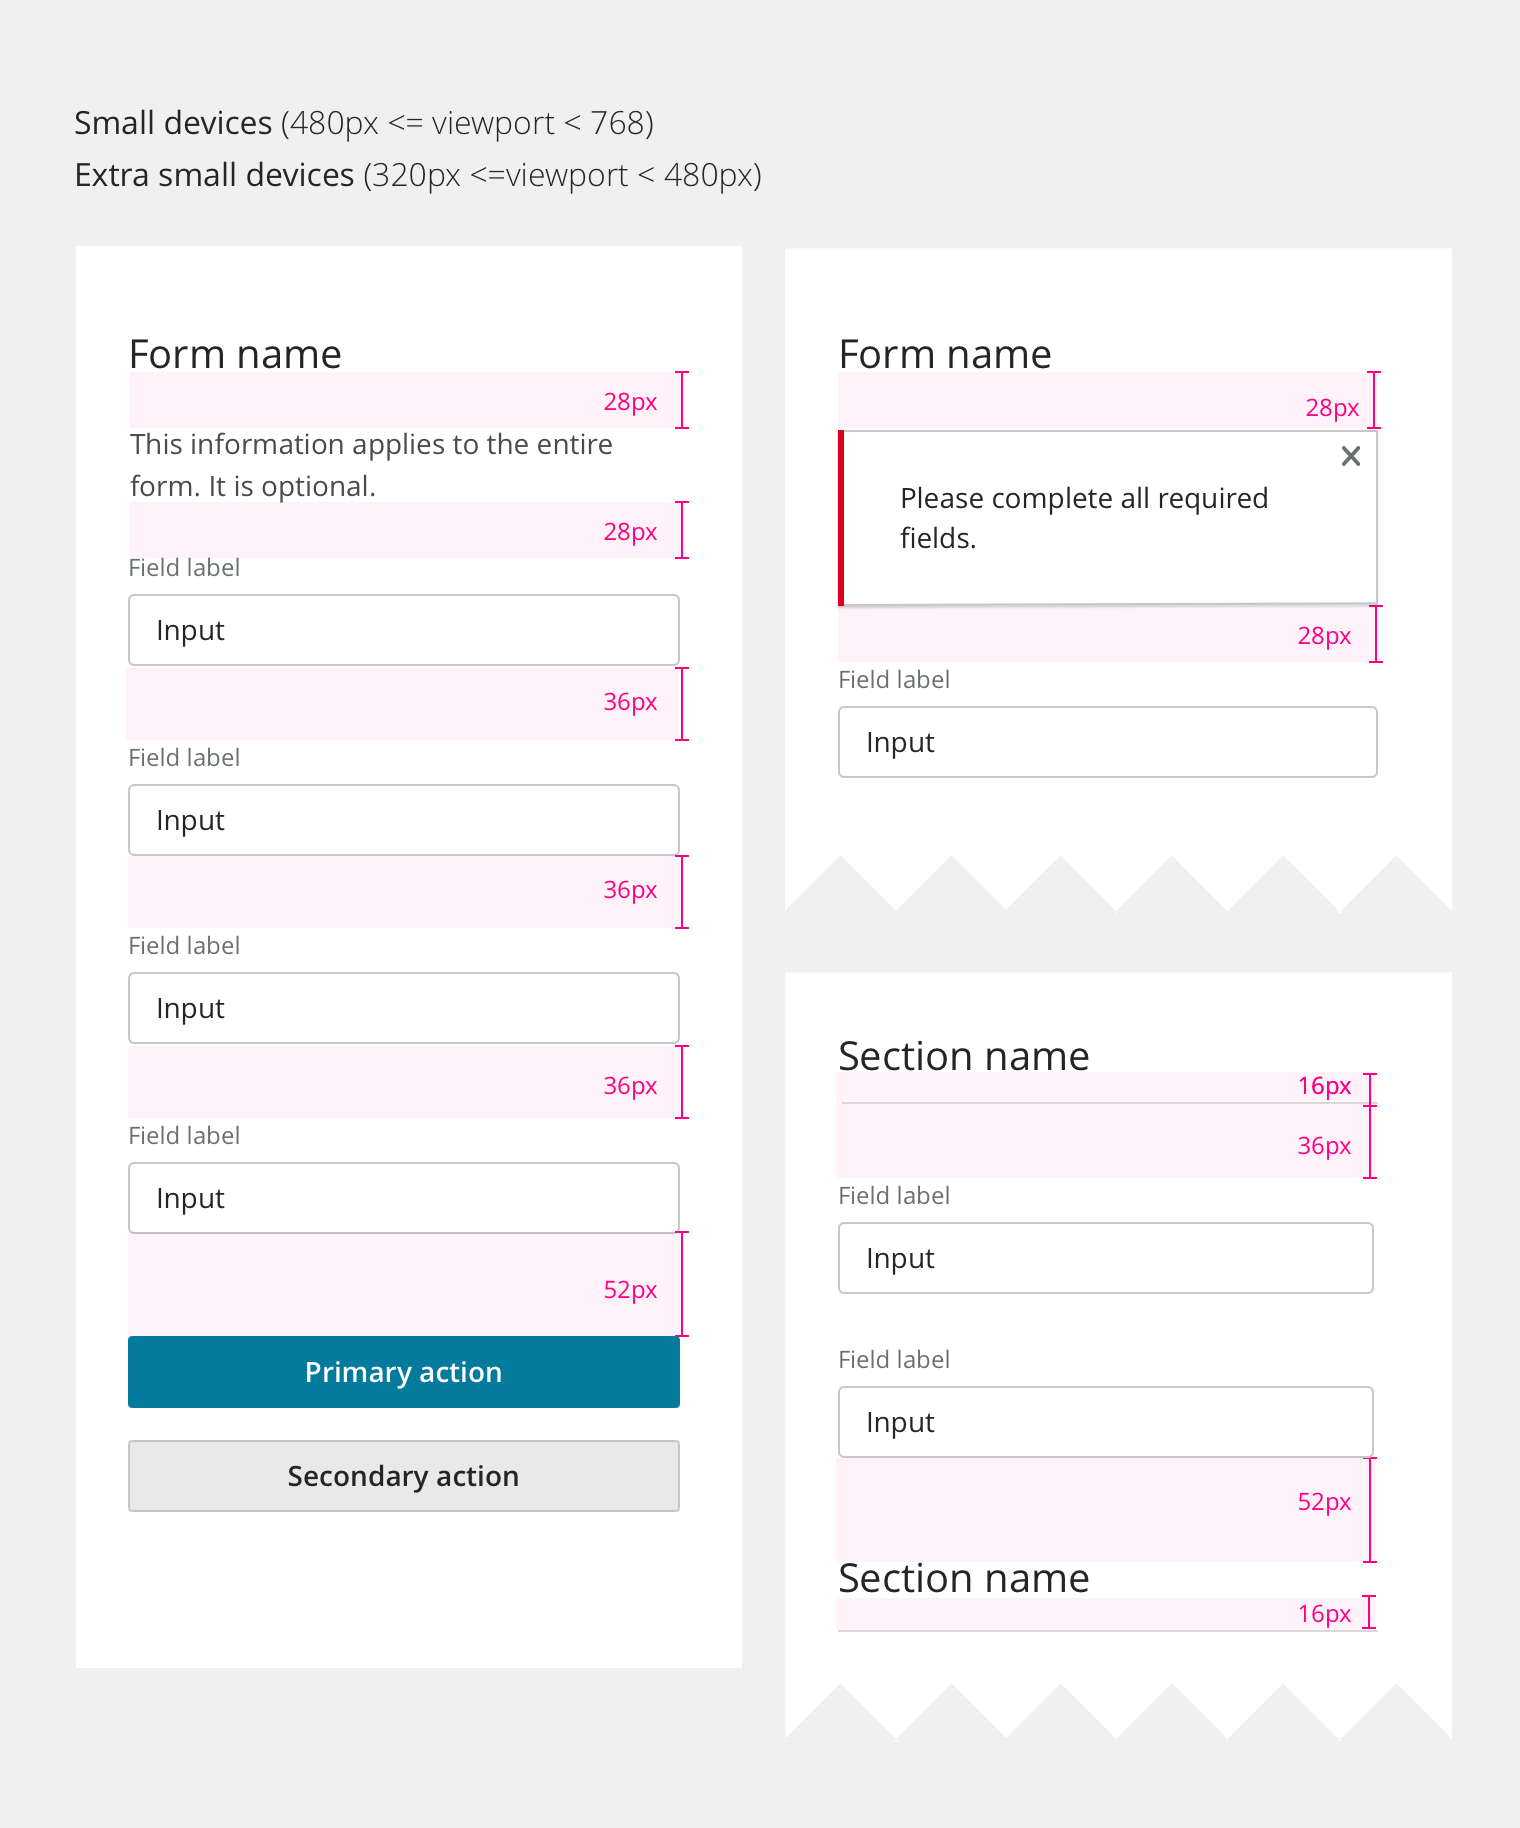 Small devices (480px <= viewport < 768)
Extra small devices (320px <=viewport < 480px)
Form name
28px
This information applies to the entire
form. It is optional.
28px
Field label
Input
36px
Field label
Input
36px
Field label
Input
36px
Field label
Input
52px
Primary action
Secondary action
Form name
28px
Please complete all required
fields.
28px
Field label
Input
Section name
16px
36px
Field label
Input
Field label
Input
52px
Section name
16px